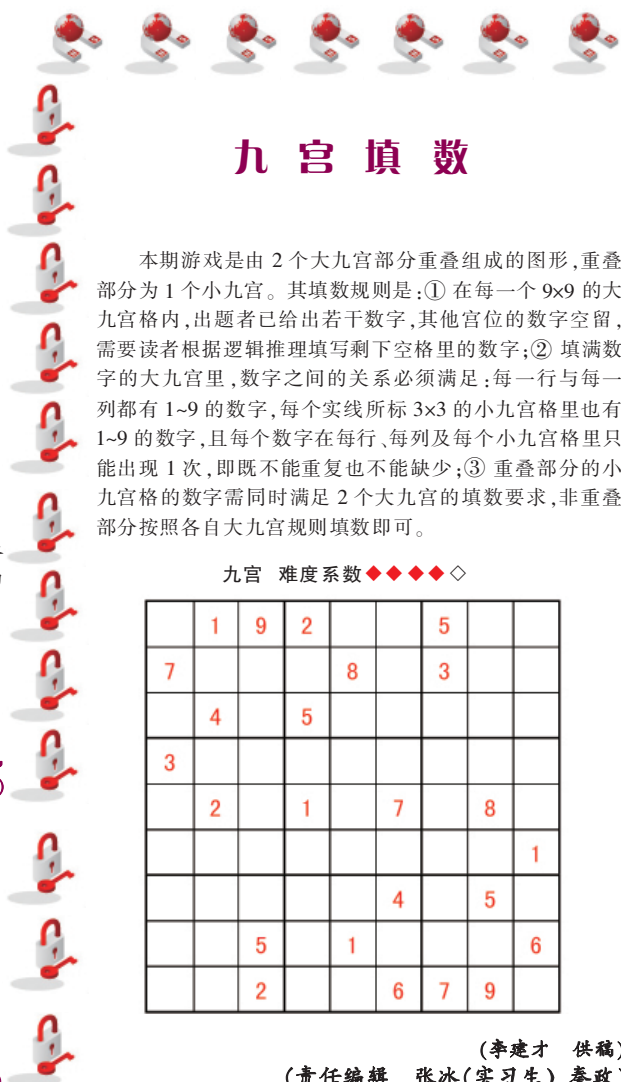 九宫填数
本期游戏是由 2 个大九宫部分重叠组成的图形,重叠
部分为 1 个小九宫。其填数规则是:① 在每一个 9×9 的大
九宫格内,出题者已给出若干数字,其他宫位的数字空留,
需要读者根据逻辑推理填写剩下空格里的数字;② 填满数
字的大九宫里,数字之间的关系必须满足:每一行与每一
列都有 1~9 的数字,每个实线所标 3×3 的小九宫格里也有
1~9 的数字,且每个数字在每行、每列及每个小九宫格里只
能出现 1 次,即既不能重复也不能缺少;③ 重叠部分的小
九宫格的数字需同时满足 2 个大九宫的填数要求,非重叠
部分按照各自大九宫规则填数即可。
九宫 难度系数◆◆◆◆◇
1 9 2 5
7 8 3
4 5
3
2 1 7 8
1
4 5
5 1 6
2 6 7 9
(李建才 供稿)
(责任编辑 张冰(实习生) 秦政)